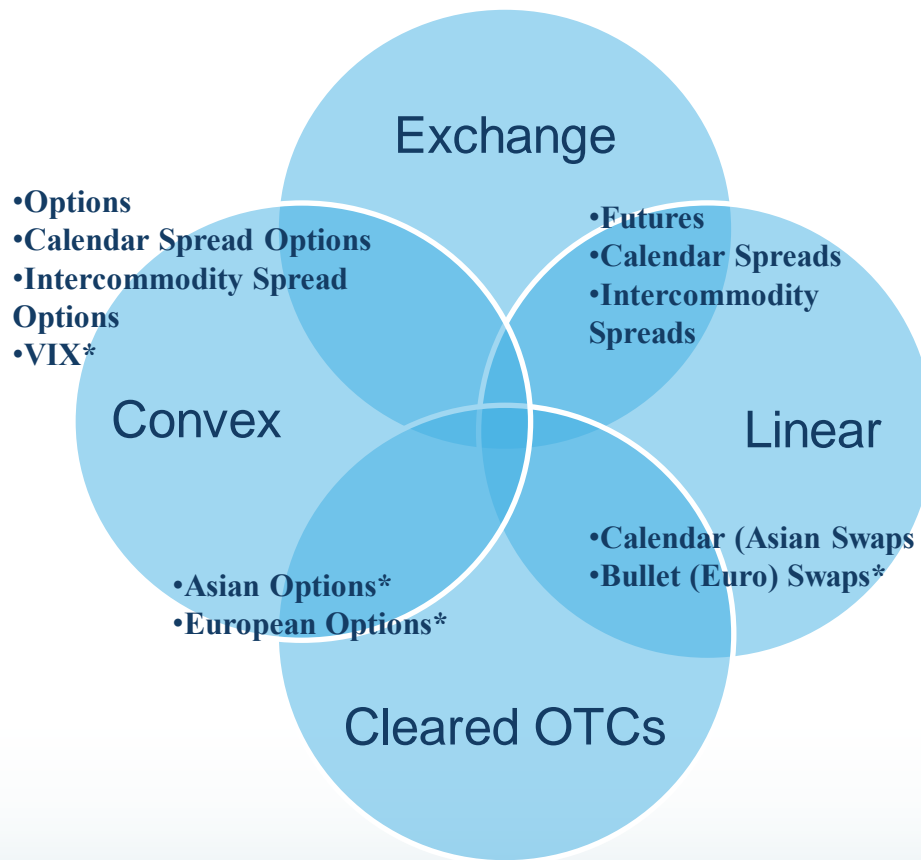 Exchange
•Options
•Calendar Spread Options
•Intercommodity Spread
Options
•VIX*
•Futures
•Calendar Spreads
•Intercommodity
Spreads
Convex
Linear
•Calendar (Asian Swaps
•Bullet (Euro) Swaps*
•Asian Options*
•European Options*
Cleared OTCs